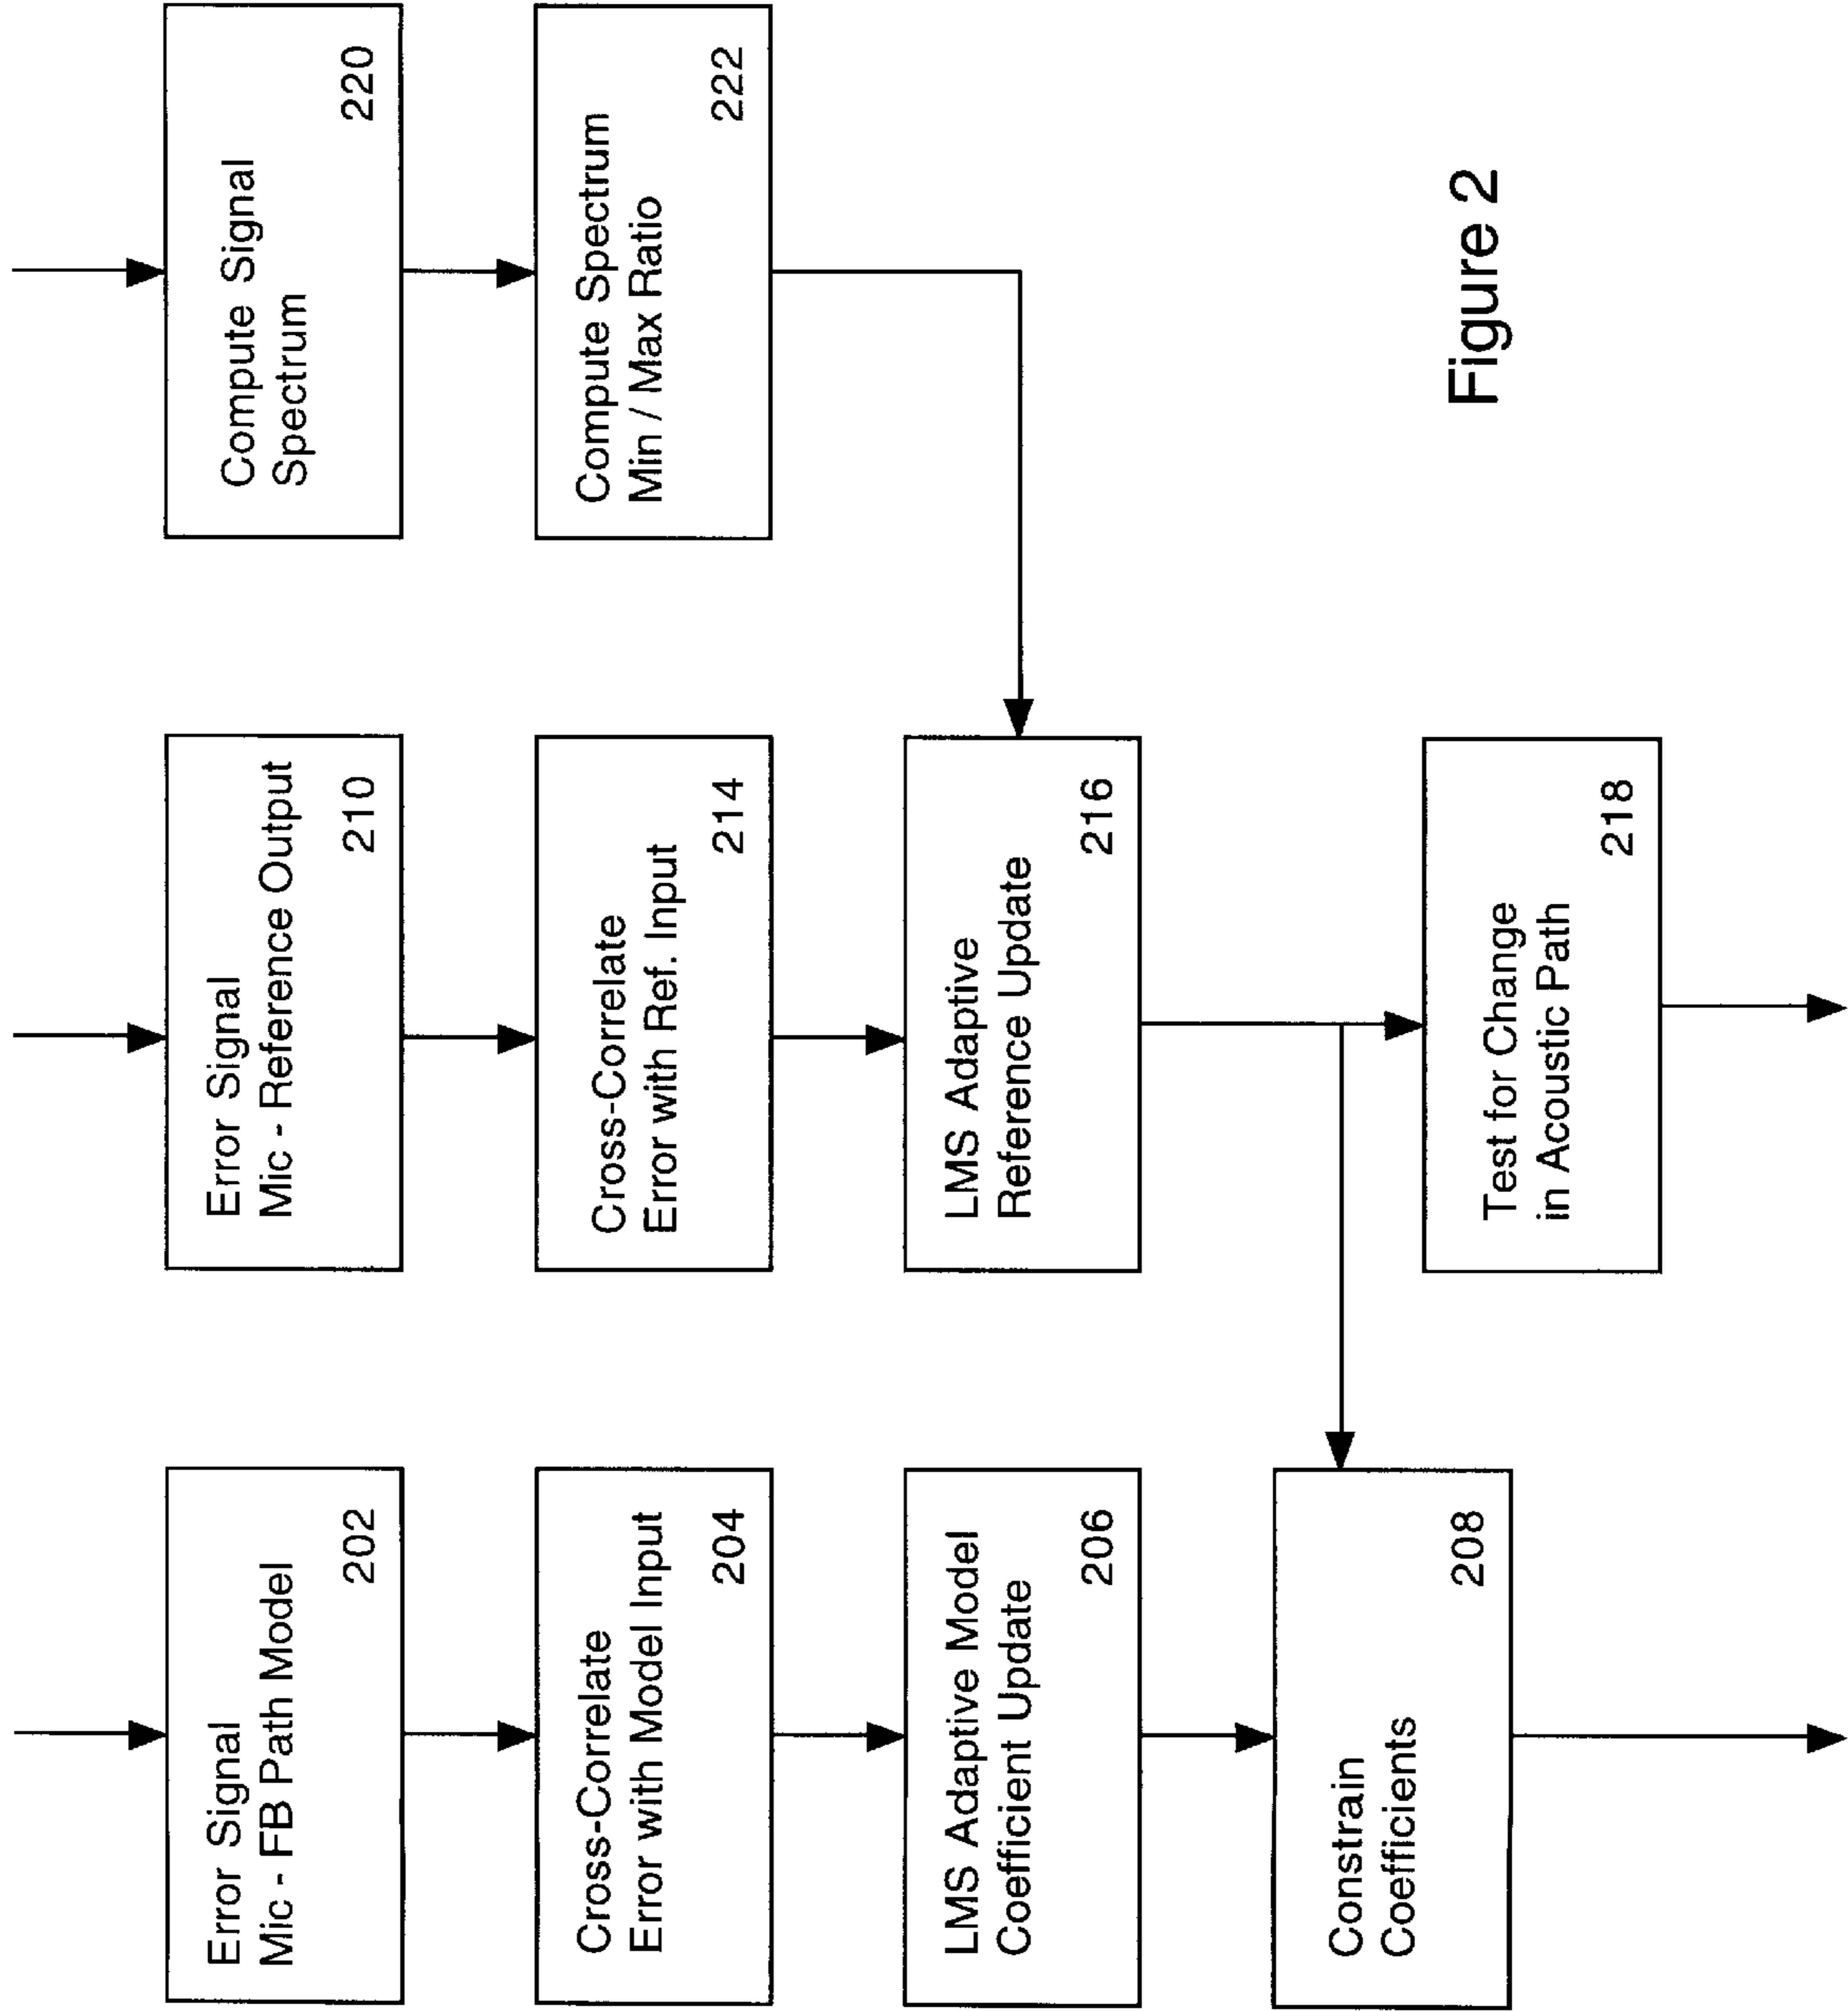 Error Signal
Mic - FB Path Model
202
Cross-Correlate
Error with Model Input
204
LMS Adaptive Model
Coefficient Update
206
Constrain
Coefficients
208
Error Signal
Mic - Reference Output
210
Cross-Correlate
Error with Ref. Input
214
LMS Adaptive
Reference Update
216
Test for Change
in Acoustic Path
218
Compute Signal
Spectrum
220
Compute Spectrum
Min / Max Ratio
222
Figure 2